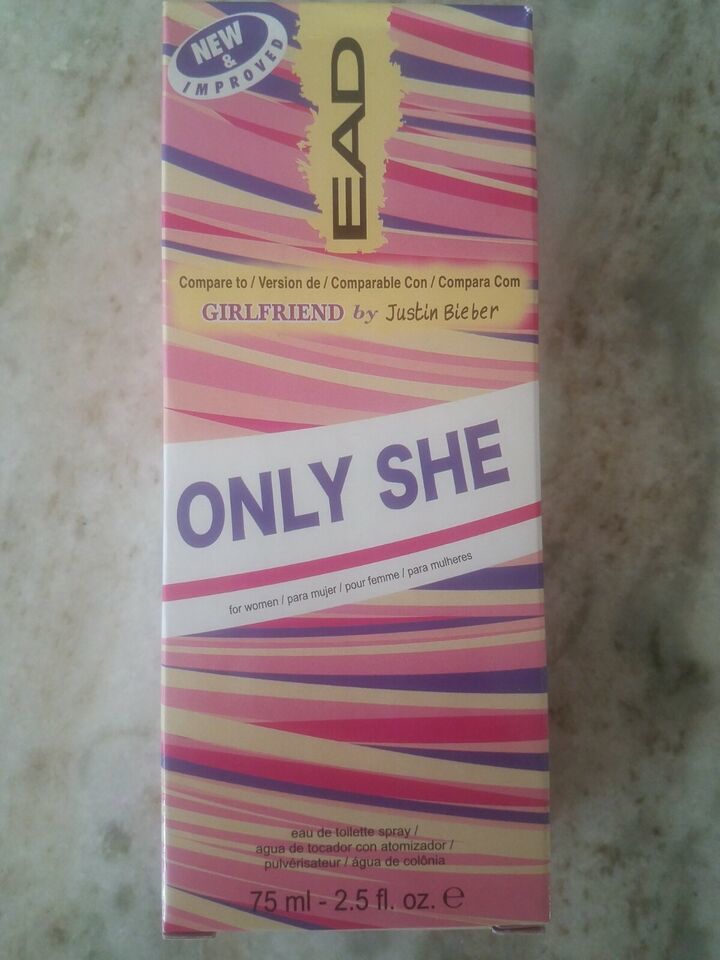 NEW
&
IMPROVED
EAD
Compare to / Version de / Comparable Con / Compara Com
GIRLFRIEND by Justin Bieber
ONLY SHE
for women / para mujer / pour femme / para mulheres
eau de toilette spray /
agua de tocador con atomizador /
pulvérisateur / água de colônia
75 ml - 2.5 fl. oz. ℮